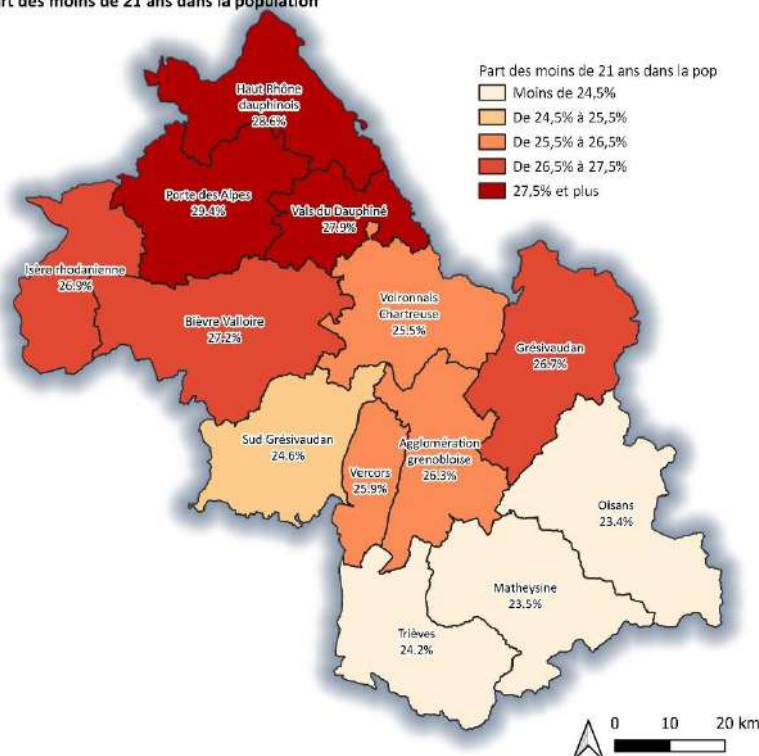 des moins de 21 ans dans la population
Part des moins de 21 ans dans la pop
Moins de 24,5%
De 24,5% à 25,5%
De 25,5% à 26,5%
De 26,5% à 27,5%
27,5% et plus
Haut Rhône
dauphinois
28.6%
Porte des Alpes
29.4%
Vals du Dauphiné
27.9%
Isère rhodanienne
26.9%
Bièvre Valloire
27.2%
Voironnais
Chartreuse
25.5%
Grésivaudan
26.7%
Sud Grésivaudan
24.6%
Vercors
25.9%
Agglomération
grenobloise
26.3%
Oisans
23.4%
Matheysine
23.5%
Trièves
24.2%
0 10 20 km